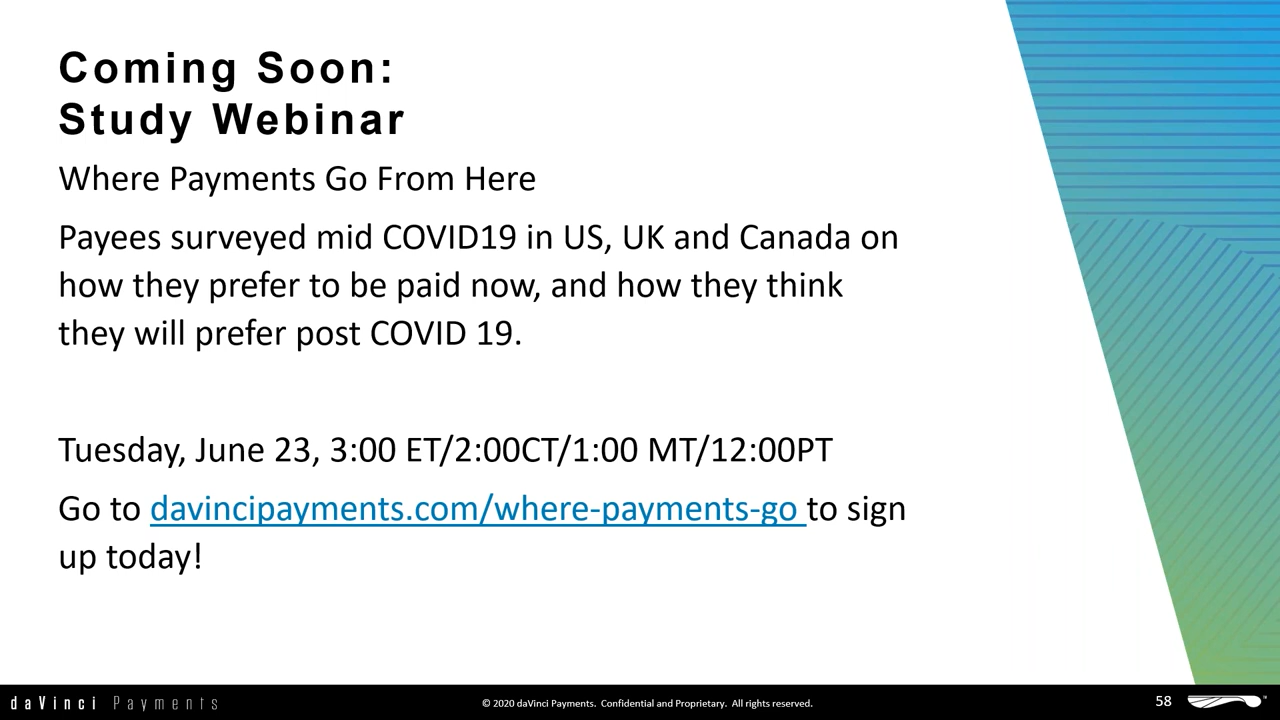 Coming Soon:
Study Webinar
Where Payments Go From Here
Payees surveyed mid COVID19 in US, UK and Canada on
how they prefer to be paid now, and how they think
they will prefer post COVID 19.
Tuesday, June 23, 3:00 ET/2:00CT/1:00 MT/12:00PT
Go to davincipayments.com/where-payments-go to sign
up today!
daVinci Payments
© 2020 daVinci Payments. Confidential and Proprietary. All rights reserved.
58